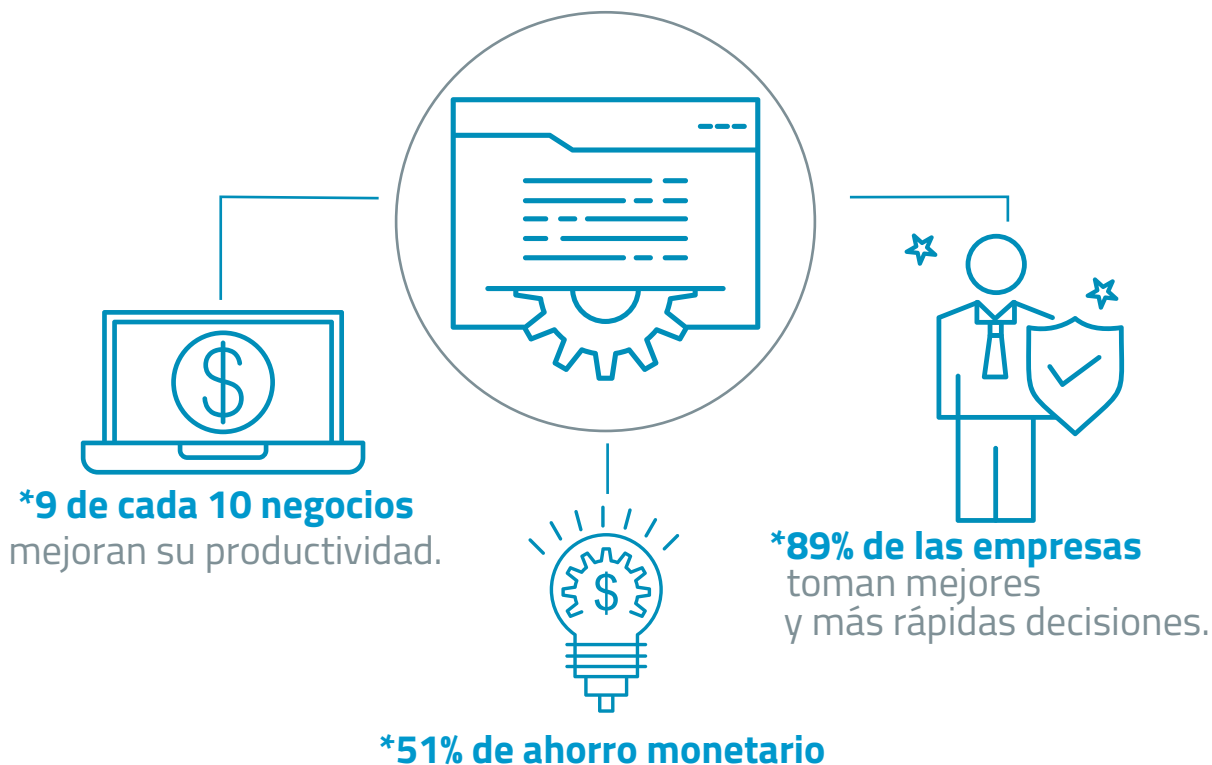 *9 de cada 10 negocios
mejoran su productividad.
*89% de las empresas
toman mejores
y más rápidas decisiones.
$
$
*51% de ahorro monetario